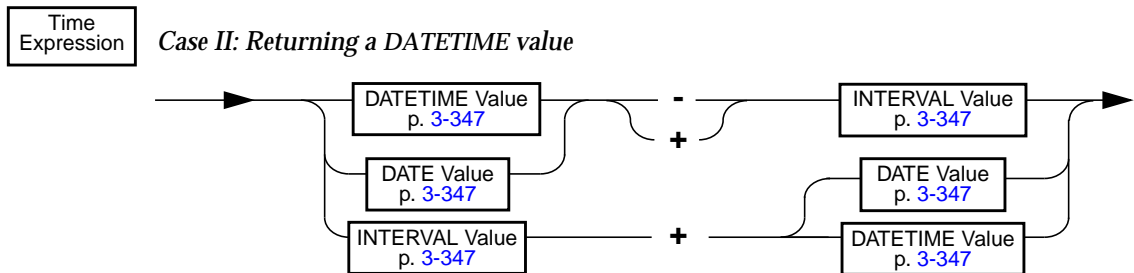 Time
Expression
Case II: Returning a DATETIME value
DATETIME Value
p. 3-347
-
+
INTERVAL Value
p. 3-347
DATE Value
p. 3-347
DATE Value
p. 3-347
INTERVAL Value
p. 3-347
+
DATETIME Value
p. 3-347